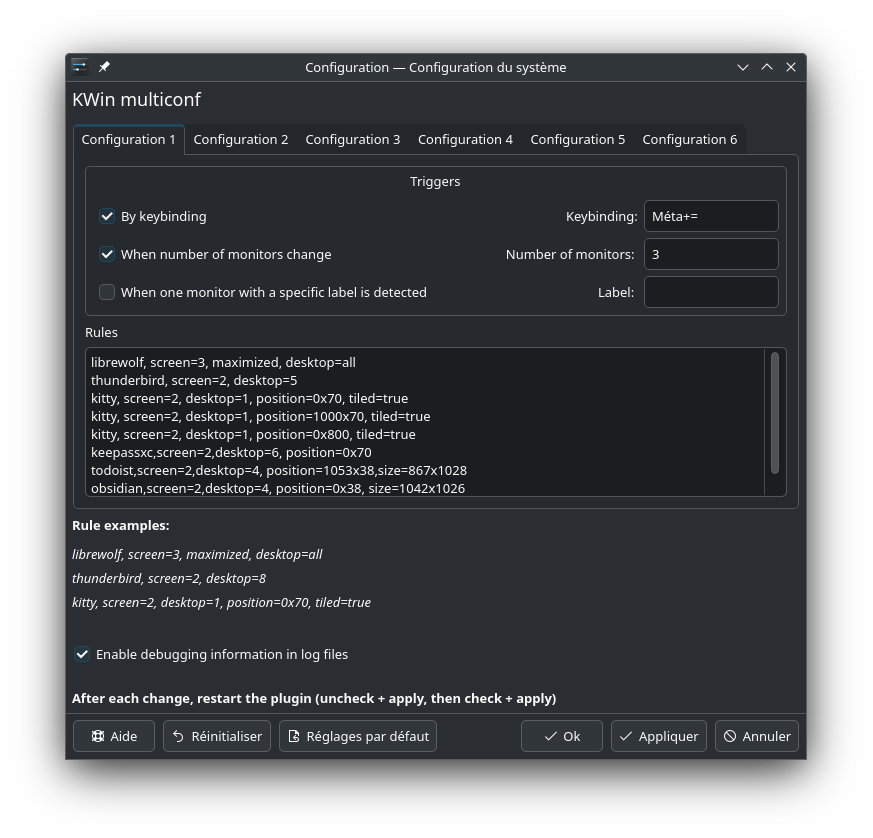 Configuration — Configuration du système
KWin multiconf
Configuration 1 Configuration 2 Configuration 3 Configuration 4 Configuration 5 Configuration 6
Triggers
By keybinding Keybinding: Méta+=
When number of monitors change Number of monitors: 3
When one monitor with a specific label is detected Label:
Rules
librewolf, screen=3, maximized, desktop=all
thunderbird, screen=2, desktop=5
kitty, screen=2, desktop=1, position=0x70, tiled=true
kitty, screen=2, desktop=1, position=1000x70, tiled=true
kitty, screen=2, desktop=1, position=0x800, tiled=true
keepassxc,screen=2,desktop=6, position=0x70
todoist,screen=2,desktop=4, position=1053x38,size=867x1028
obsidian,screen=2,desktop=4, position=0x38, size=1042x1026
Rule examples:
librewolf, screen=3, maximized, desktop=all
thunderbird, screen=2, desktop=8
kitty, screen=2, desktop=1, position=0x70, tiled=true
Enable debugging information in log files
After each change, restart the plugin (uncheck + apply, then check + apply)
Aide Réinitialiser Réglages par défaut Ok Appliquer Annuler